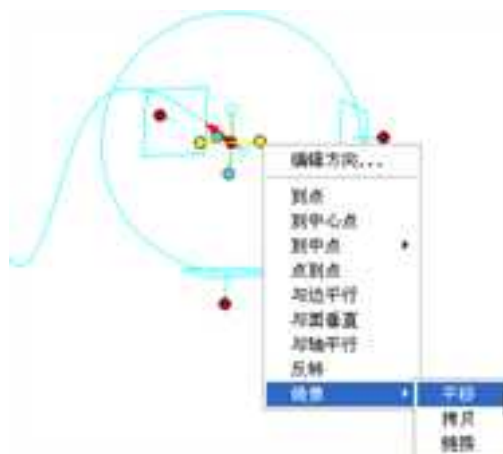 编辑方向...
到点
到中心点
到中点
点到点
与边平行
与面垂直
与轴平行
反转
镜像
平移
拷贝
链接